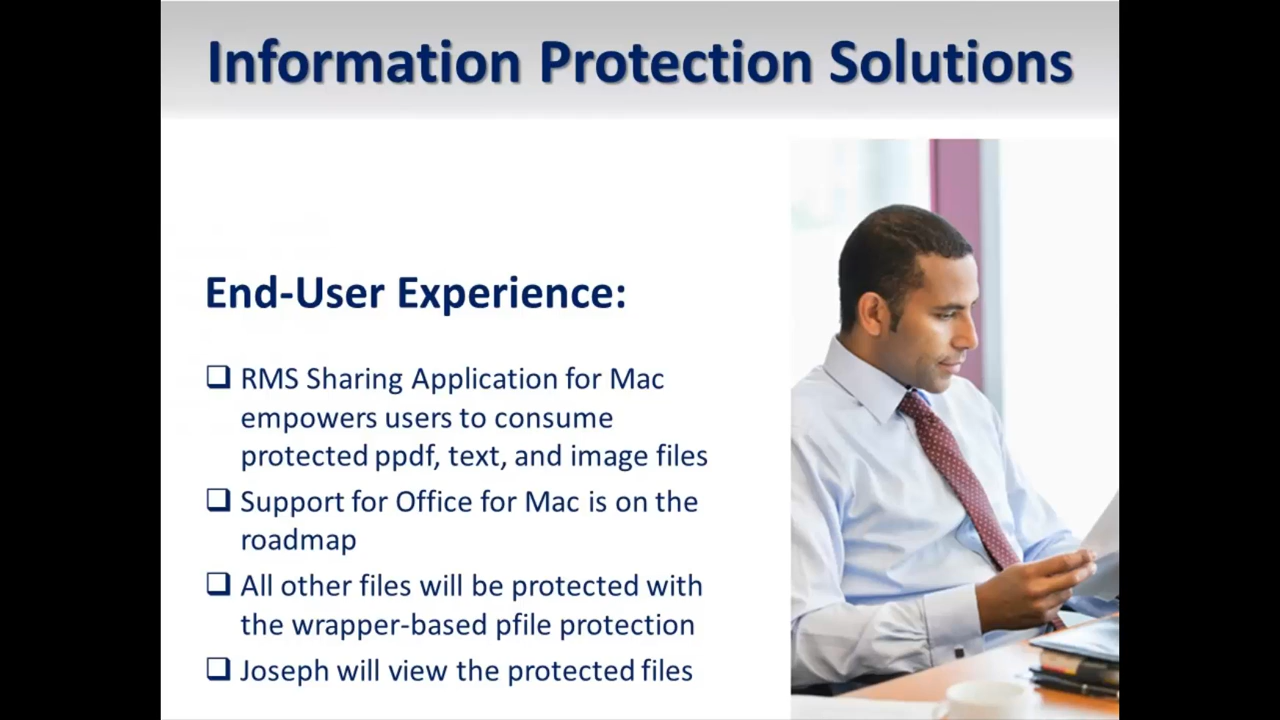 Information Protection Solutions
End-User Experience:
RMS Sharing Application for Mac
empowers users to consume
protected ppdf, text, and image files
Support for Office for Mac is on the
roadmap
All other files will be protected with
the wrapper-based pfile protection
Joseph will view the protected files